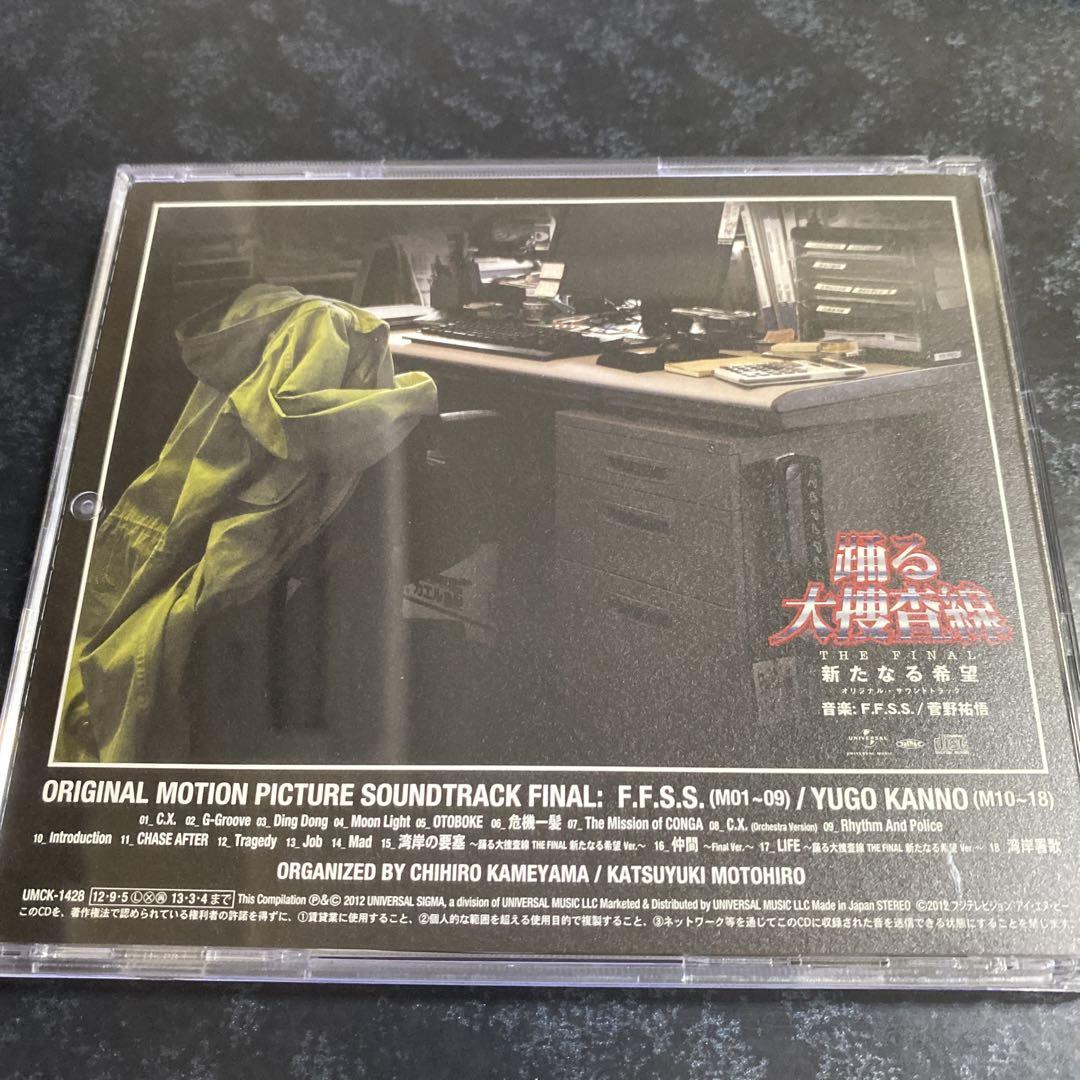 カエル急便
踊る
大捜査線
THE FINAL
新たなる希望
オリジナル・サウンドトラック
音楽: F.F.S.S. / 菅野祐悟
UNIVERSAL
UNIVERSAL MUSIC
ORIGINAL MOTION PICTURE SOUNDTRACK FINAL: F.F.S.S. (M01~09) / YUGO KANNO (M10~18)
01_ C.X. 02_ G-Groove 03_ Ding Dong 04_ Moon Light 05_ OTOBOKE 06_ 危機一髪 07_ The Mission of CONGA 08_ C.X. (Orchestra Version) 09_ Rhythm And Police
10_ Introduction 11_ CHASE AFTER 12_ Tragedy 13_ Job 14_ Mad 15_ 湾岸の要塞 ~踊る大捜査線 THE FINAL 新たなる希望 Ver.~ 16_ 仲間 ~Final Ver.~ 17_ LIFE ~踊る大捜査線 THE FINAL 新たなる希望 Ver.~ 18_ 湾岸署歌
ORGANIZED BY CHIHIRO KAMEYAMA / KATSUYUKI MOTOHIRO
UMCK-1428 12・9・5 Ⓛ Ⓧ ㊢ 13・3・4 まで This Compilation ℗&© 2012 UNIVERSAL SIGMA, a division of UNIVERSAL MUSIC LLC Marketed & Distributed by UNIVERSAL MUSIC LLC Made in Japan STEREO ©2012 フジテレビジョン アイ・エヌ・ピー
このCDを、著作権法で認められている権利者の許諾を得ずに、①賃貸業に使用すること、②個人的な範囲を超える使用目的で複製すること、③ネットワーク等を通じてこのCDに収録された音を送信できる状態にすることを禁じます。